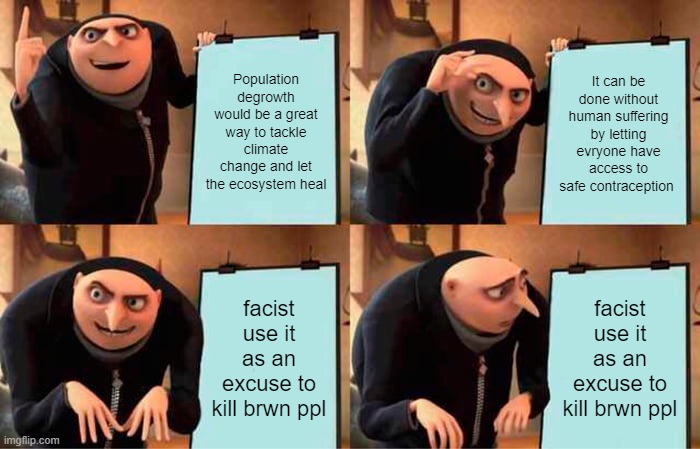 Population
degrowth
would be a great
way to tackle
climate
change and let
the ecosystem heal
It can be
done without
human suffering
by letting
evryone have
access to
safe contraception
facist
use it
as an
excuse to
kill brwn ppl
facist
use it
as an
excuse to
kill brwn ppl
imgflip.com